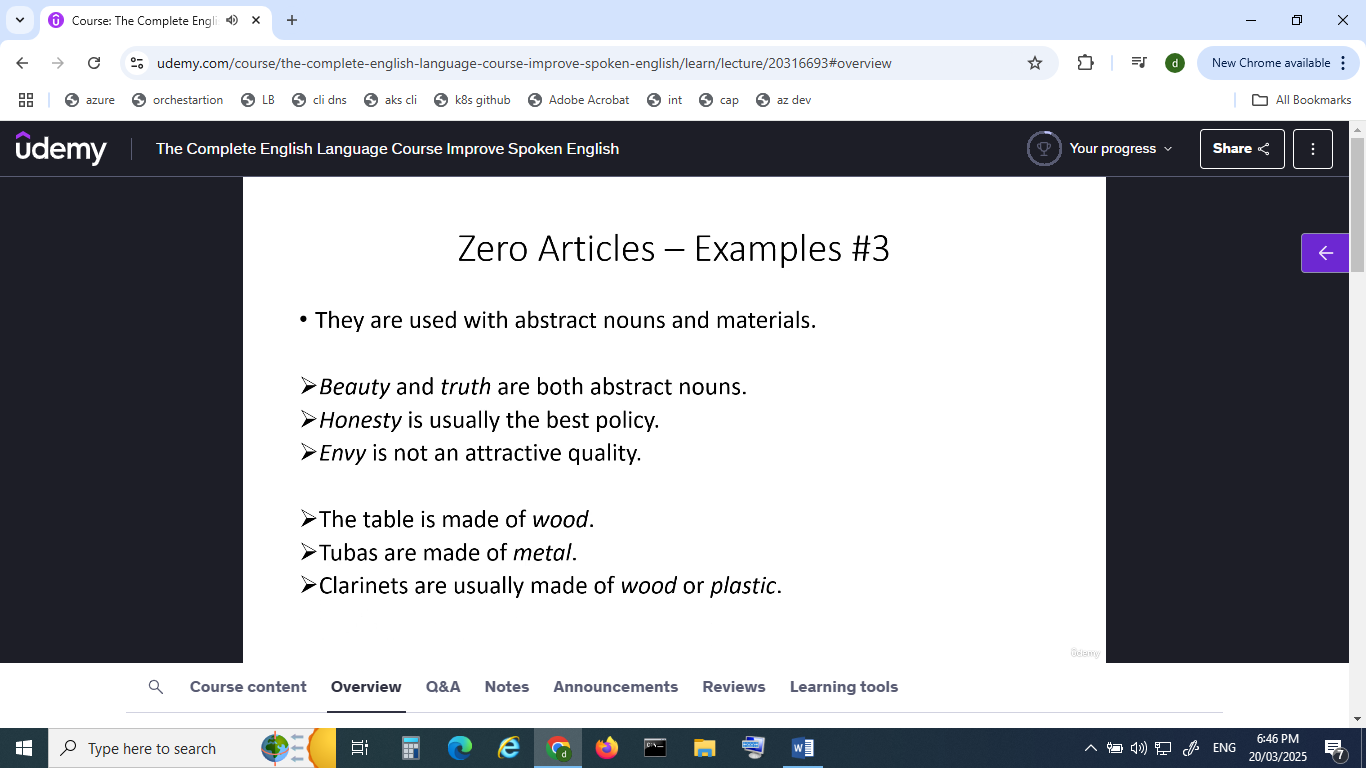 Course: The Complete Engli
udemy.com/course/the-complete-english-language-course-improve-spoken-english/learn/lecture/20316693#overview
d
New Chrome available
azure
orchestartion
LB
cli dns
aks cli
k8s github
Adobe Acrobat
int
cap
az dev
All Bookmarks
ûdemy
The Complete English Language Course Improve Spoken English
Your progress
Share
Zero Articles – Examples #3
• They are used with abstract nouns and materials.
➢Beauty and truth are both abstract nouns.
➢Honesty is usually the best policy.
➢Envy is not an attractive quality.
➢The table is made of wood.
➢Tubas are made of metal.
➢Clarinets are usually made of wood or plastic.
ûdemy
Course content
Overview
Q&A
Notes
Announcements
Reviews
Learning tools
Type here to search
ENG
6:46 PM
20/03/2025
7